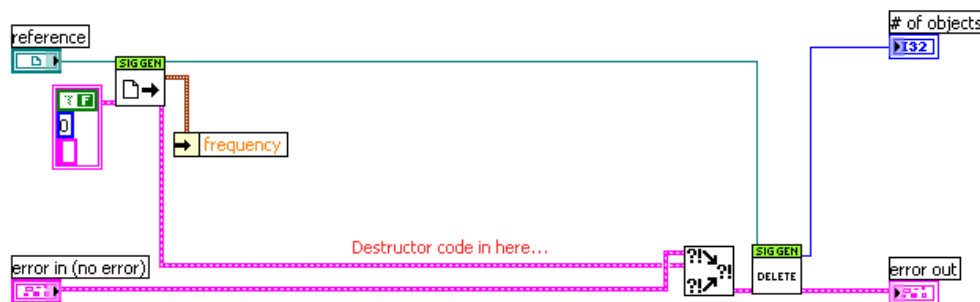 reference
# of objects
I32
SIG GEN
F
0
frequency
Destructor code in here...
error in (no error)
?!
?!
?!
SIG GEN
DELETE
error out